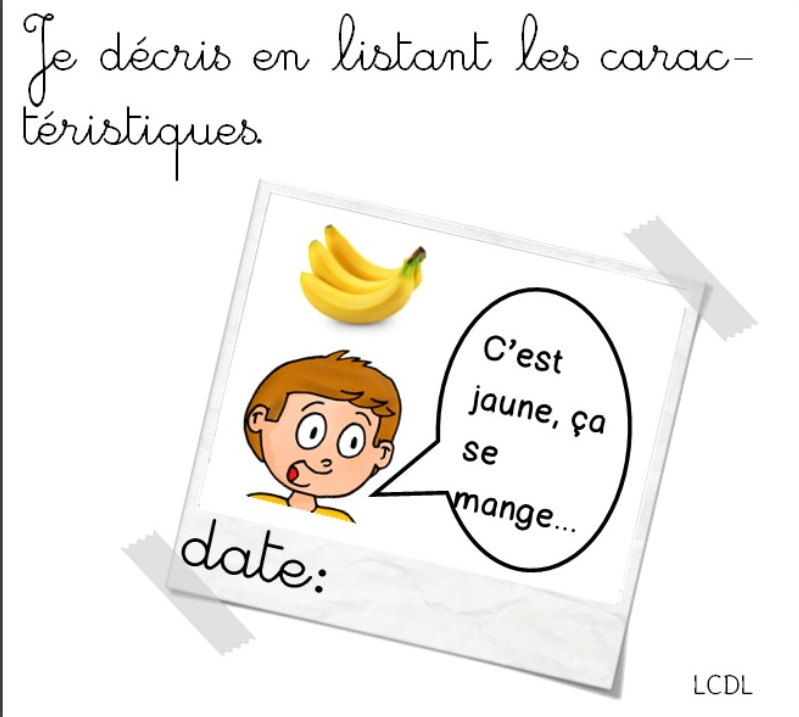 Je décris en listant les carac-
téristiques.
C'est
jaune, ça
se
mange...
date:
LCDL